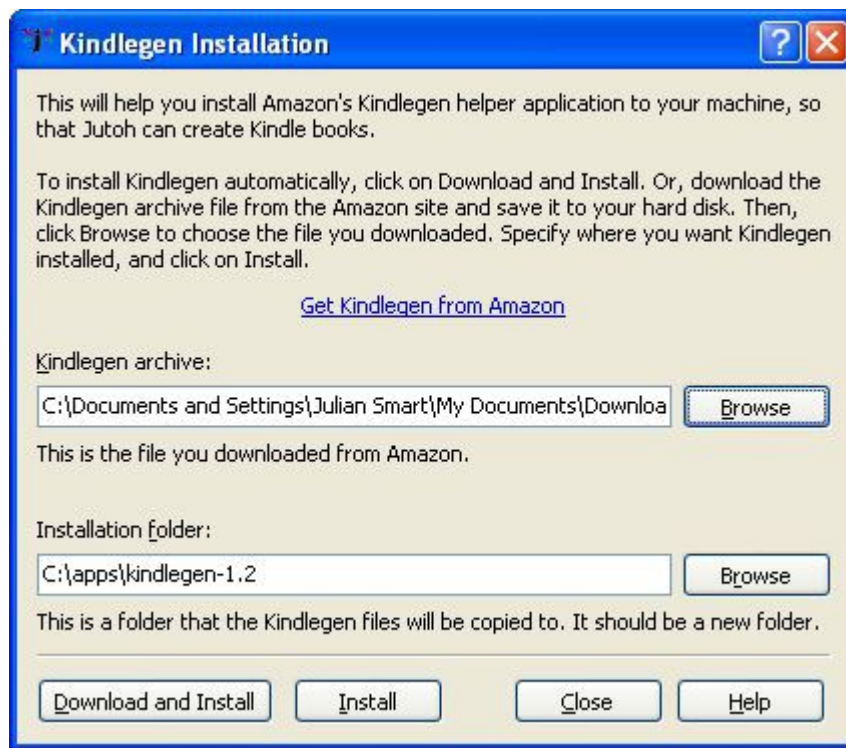 Kindlegen Installation
This will help you install Amazon's Kindlegen helper application to your machine, so
that Jutoh can create Kindle books.
To install Kindlegen automatically, click on Download and Install. Or, download the
Kindlegen archive file from the Amazon site and save it to your hard disk. Then,
click Browse to choose the file you downloaded. Specify where you want Kindlegen
installed, and click on Install.
Get Kindlegen from Amazon
Kindlegen archive:
C:\Documents and Settings\Julian Smart\My Documents\Downloa
Browse
This is the file you downloaded from Amazon.
Installation folder:
C:\apps\kindlegen-1.2
Browse
This is a folder that the Kindlegen files will be copied to. It should be a new folder.
Download and Install
Install
Close
Help